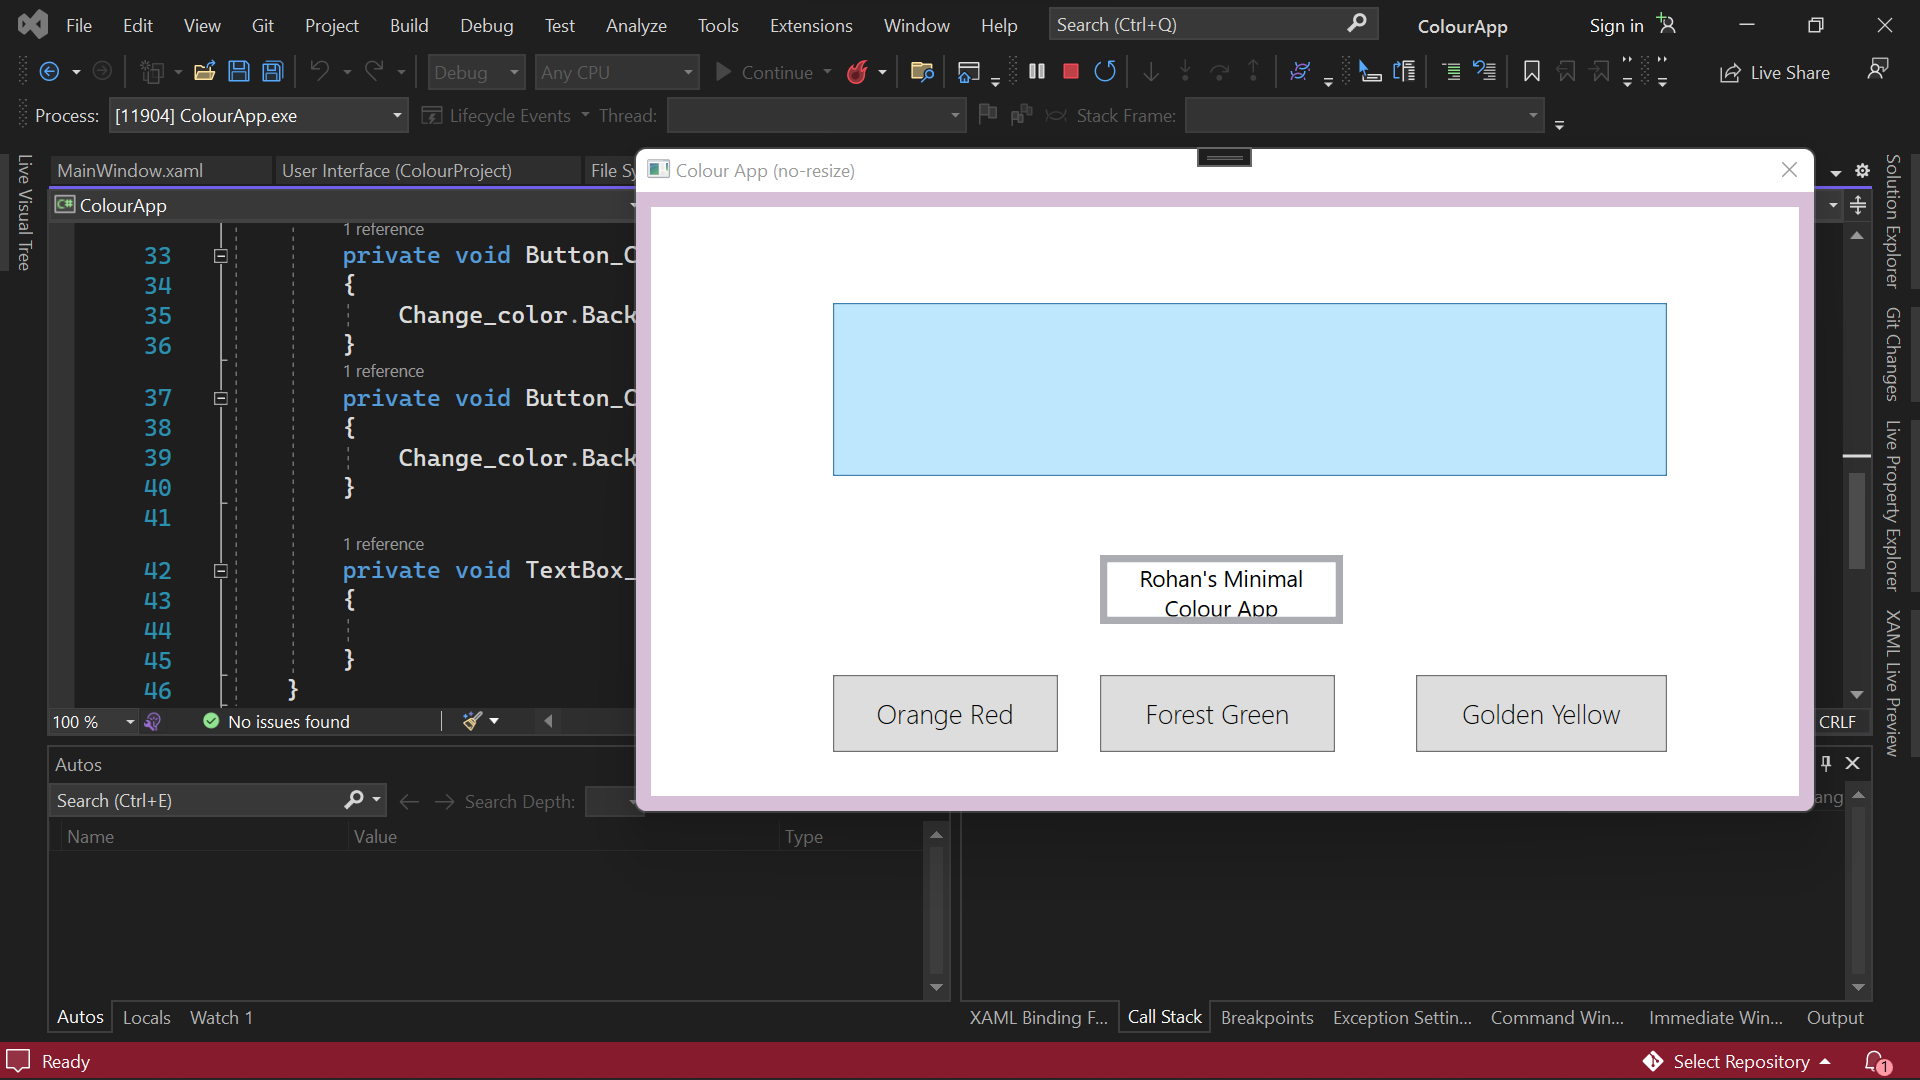 File Edit View Git Project Build Debug Test Analyze Tools Extensions Window Help Search (Ctrl+Q) ColourApp Sign in
Debug Any CPU Continue Live Share
Process: [11904] ColourApp.exe Lifecycle Events Thread: Stack Frame:
Live Visual Tree
MainWindow.xaml User Interface (ColourProject) File Sy
ColourApp
1 reference
33 private void Button_C
34 {
35 Change_color.Back
36 }
1 reference
37 private void Button_C
38 {
39 Change_color.Back
40 }
41
1 reference
42 private void TextBox_
43 {
44
45 }
46 }
100 % No issues found CRLF
Colour App (no-resize)
Rohan's Minimal
Colour App
Orange Red Forest Green Golden Yellow
Solution Explorer
Git Changes
Live Property Explorer
XAML Live Preview
Autos
Search (Ctrl+E) Search Depth: ang
Name Value Type
Autos Locals Watch 1
XAML Binding F... Call Stack Breakpoints Exception Settin... Command Win... Immediate Win... Output
Ready Select Repository 1